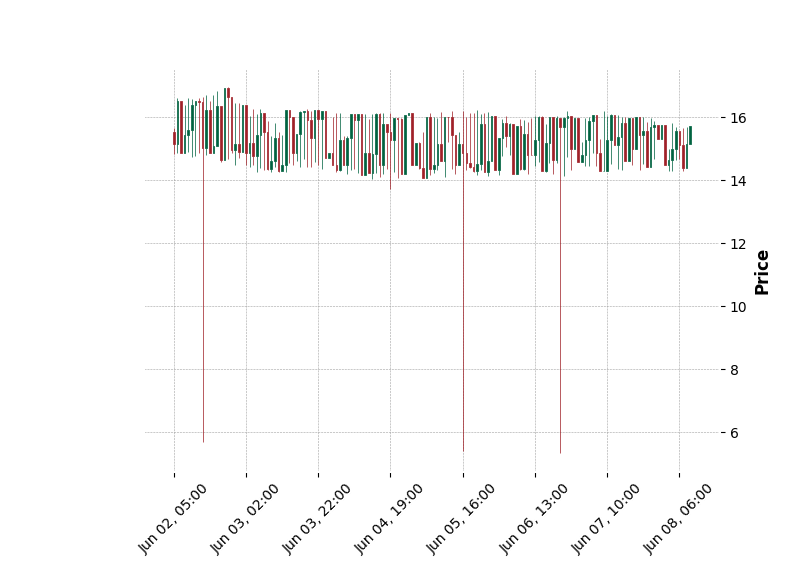 16
14
12
10
8
6
Price
Jun 02, 05:00
Jun 03, 02:00
Jun 03, 22:00
Jun 04, 19:00
Jun 05, 16:00
Jun 06, 13:00
Jun 07, 10:00
Jun 08, 06:00